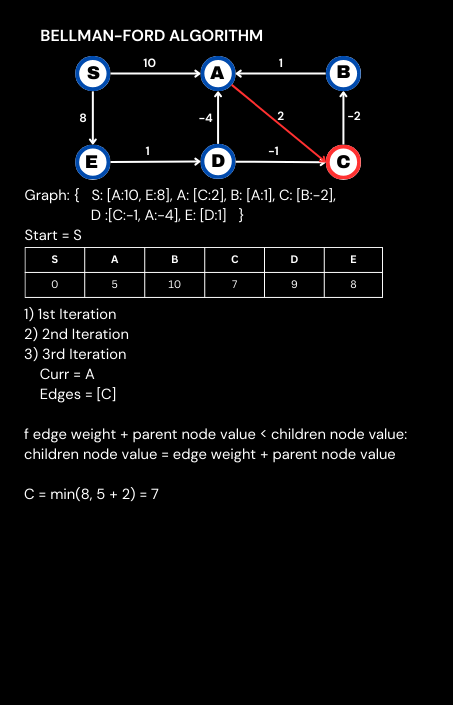 BELLMAN-FORD ALGORITHM
S 10 A 1 B
8 -4 2 -2
E 1 D -1 C
Graph: { S: [A:10, E:8], A: [C:2], B: [A:1], C: [B:-2],
D :[C:-1, A:-4], E: [D:1] }
Start = S
S A B C D E
0 5 10 7 9 8
1) 1st Iteration
2) 2nd Iteration
3) 3rd Iteration
Curr = A
Edges = [C]
f edge weight + parent node value < children node value:
children node value = edge weight + parent node value
C = min(8, 5 + 2) = 7